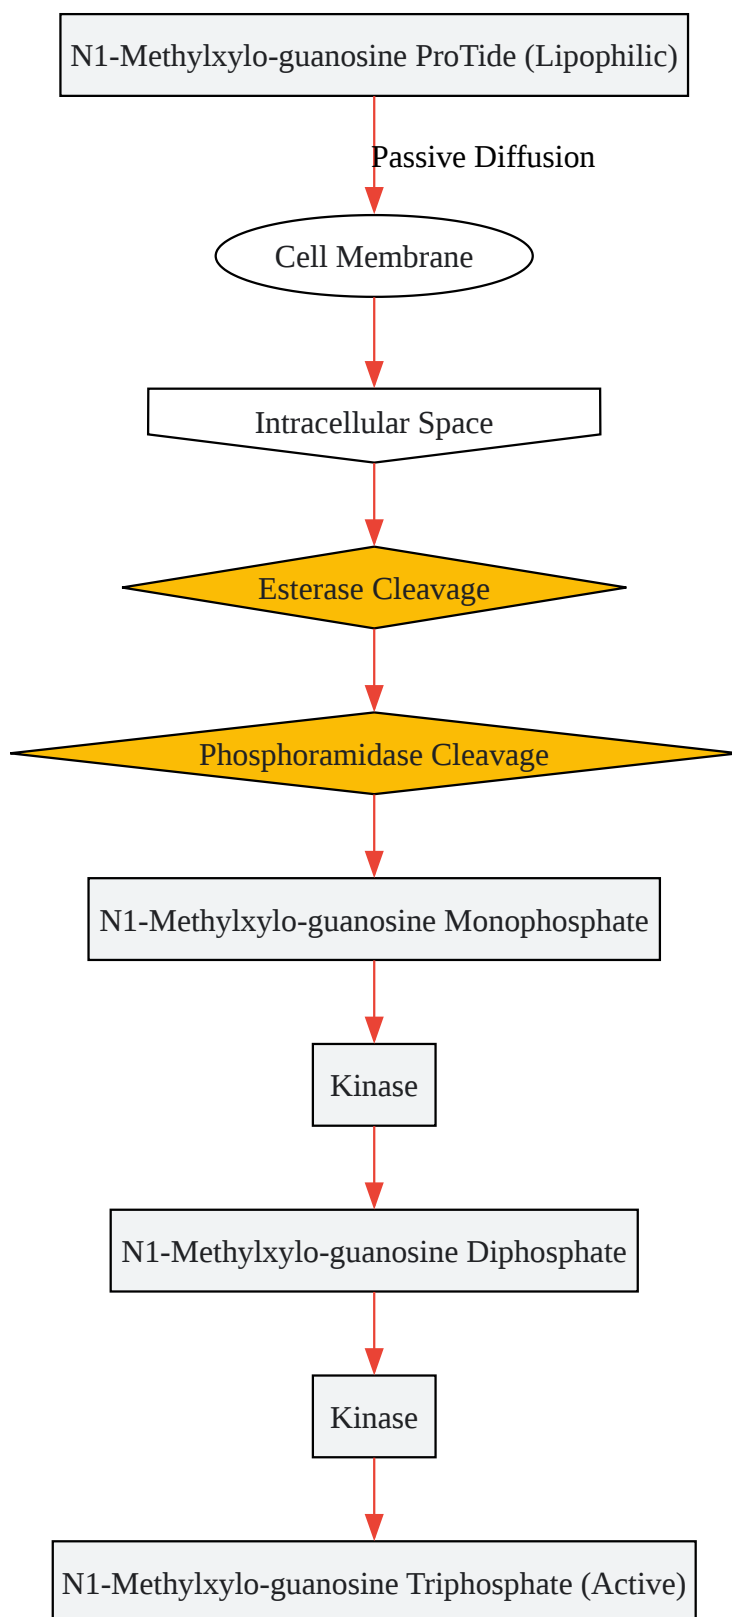 N1-Methylxylo-guanosine ProTide (Lipophilic)
Passive Diffusion
Cell Membrane
Intracellular Space
Esterase Cleavage
Phosphoramidase Cleavage
N1-Methylxylo-guanosine Monophosphate
Kinase
N1-Methylxylo-guanosine Diphosphate
Kinase
N1-Methylxylo-guanosine Triphosphate (Active)